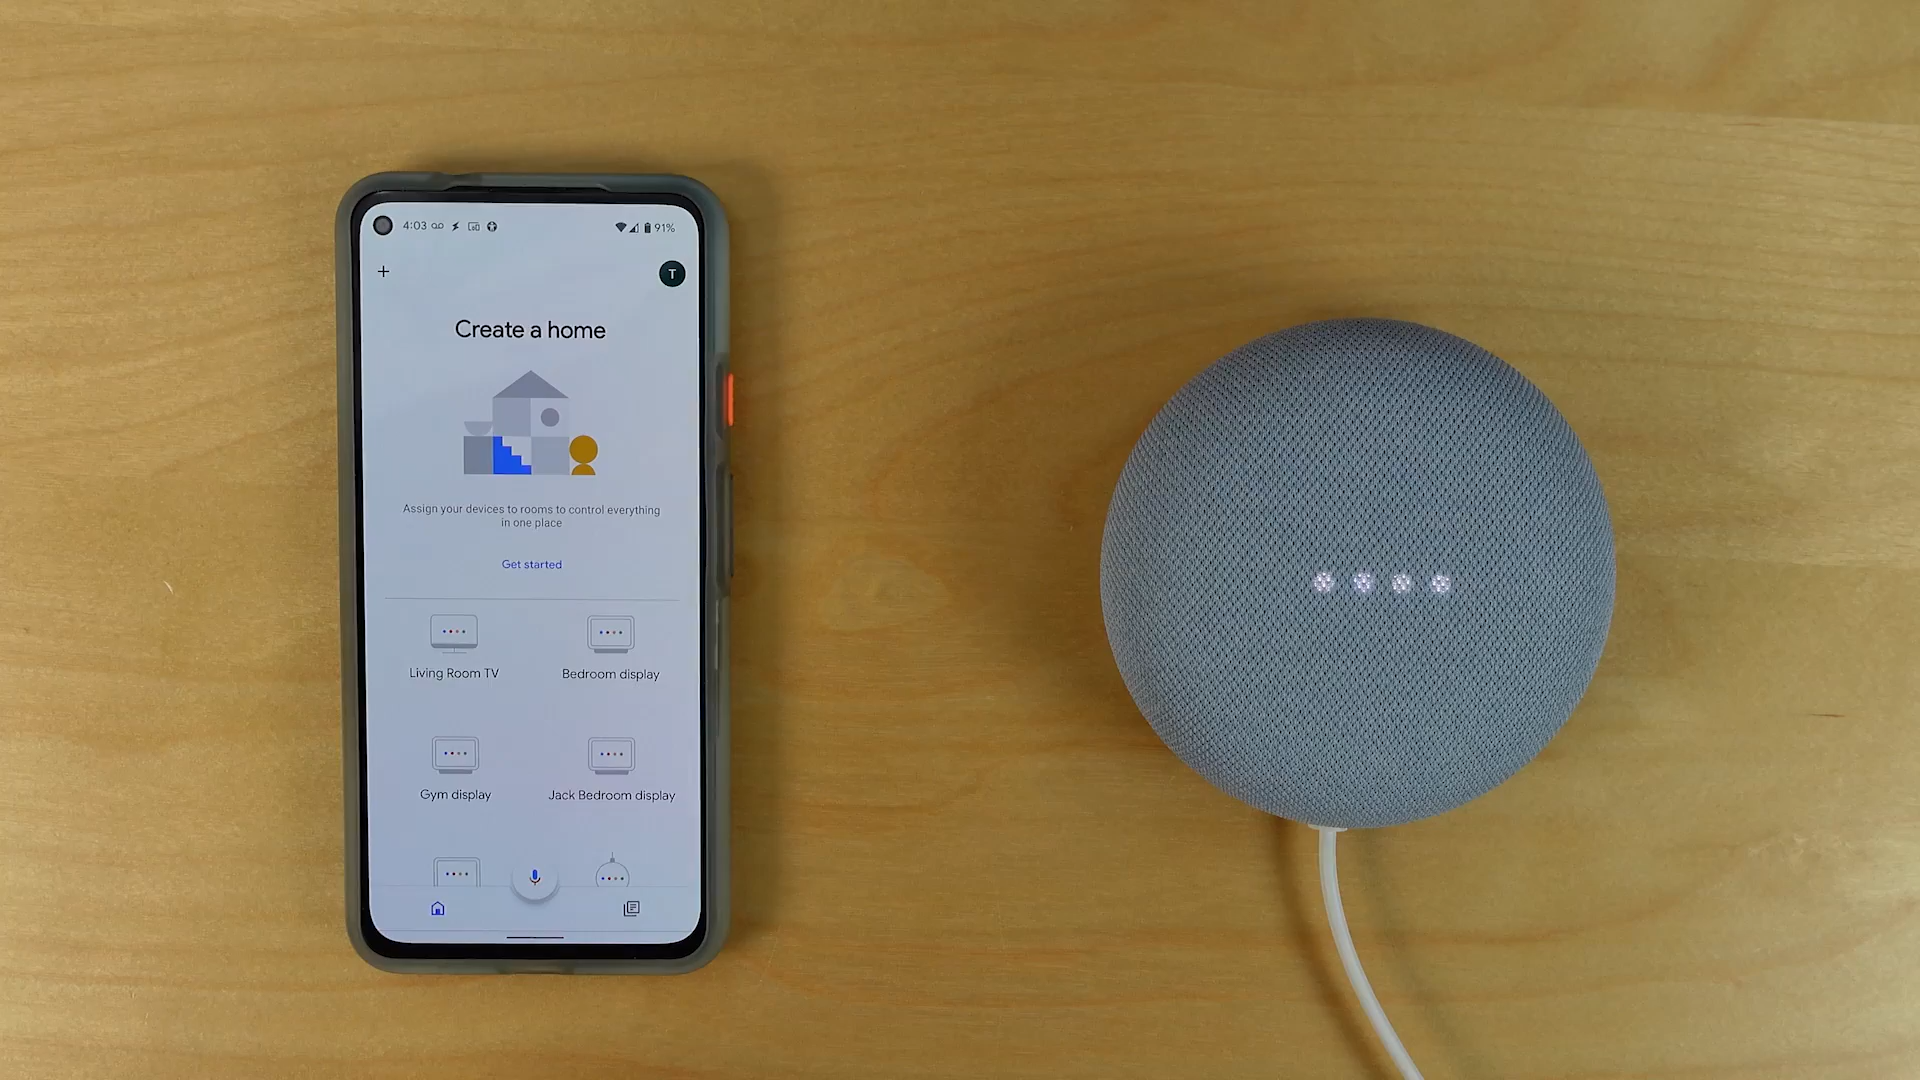 4:03
91%
T
Create a home
Assign your devices to rooms to control everything
in one place
Get started
Living Room TV
Bedroom display
Gym display
Jack Bedroom display